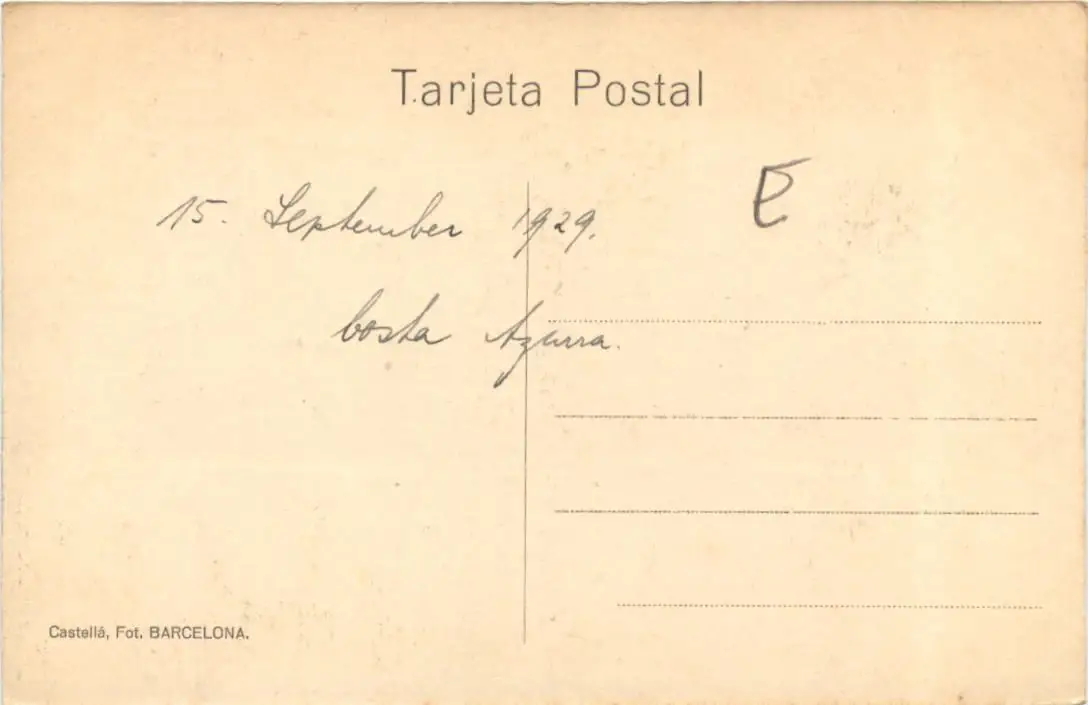 Tarjeta Postal
E
15. September 1929.
Costa Azurra.
Castellá, Fot. BARCELONA.